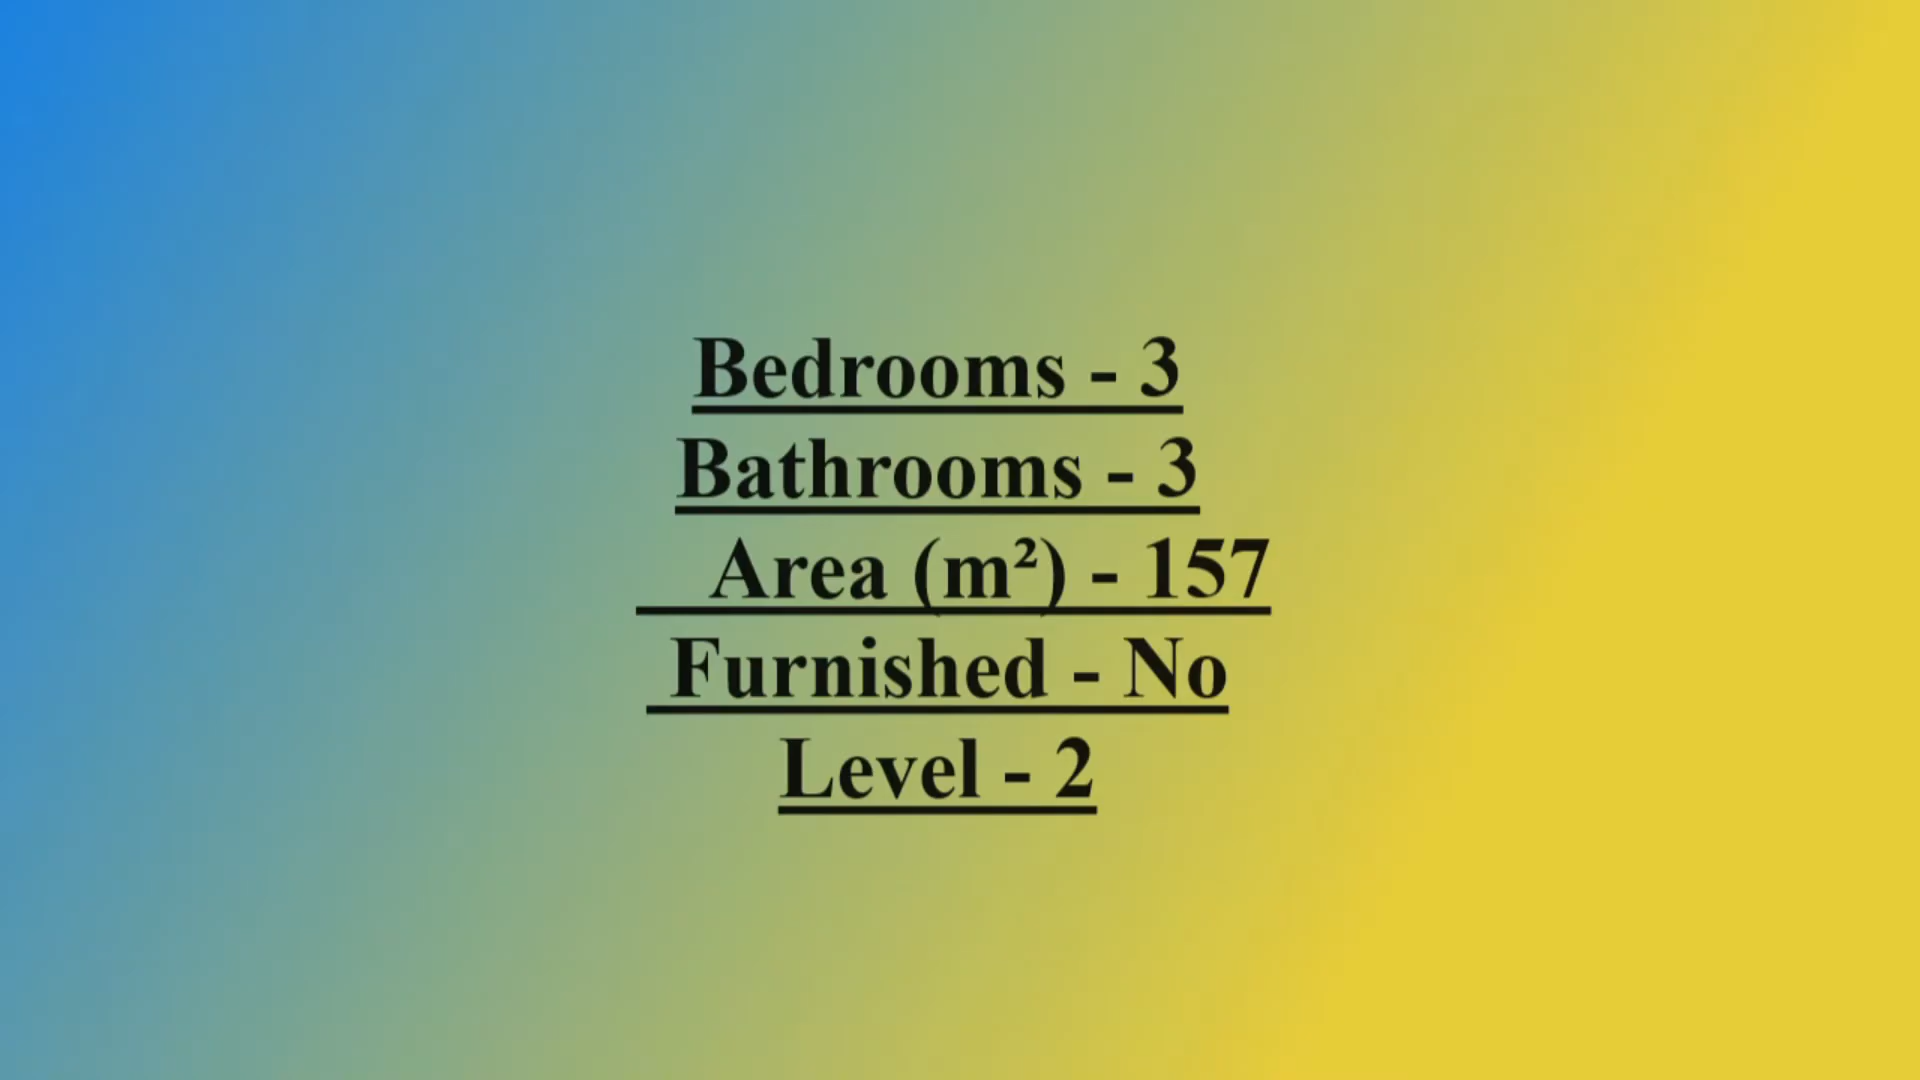 Bedrooms - 3
Bathrooms - 3
Area (m²) - 157
Furnished - No
Level - 2